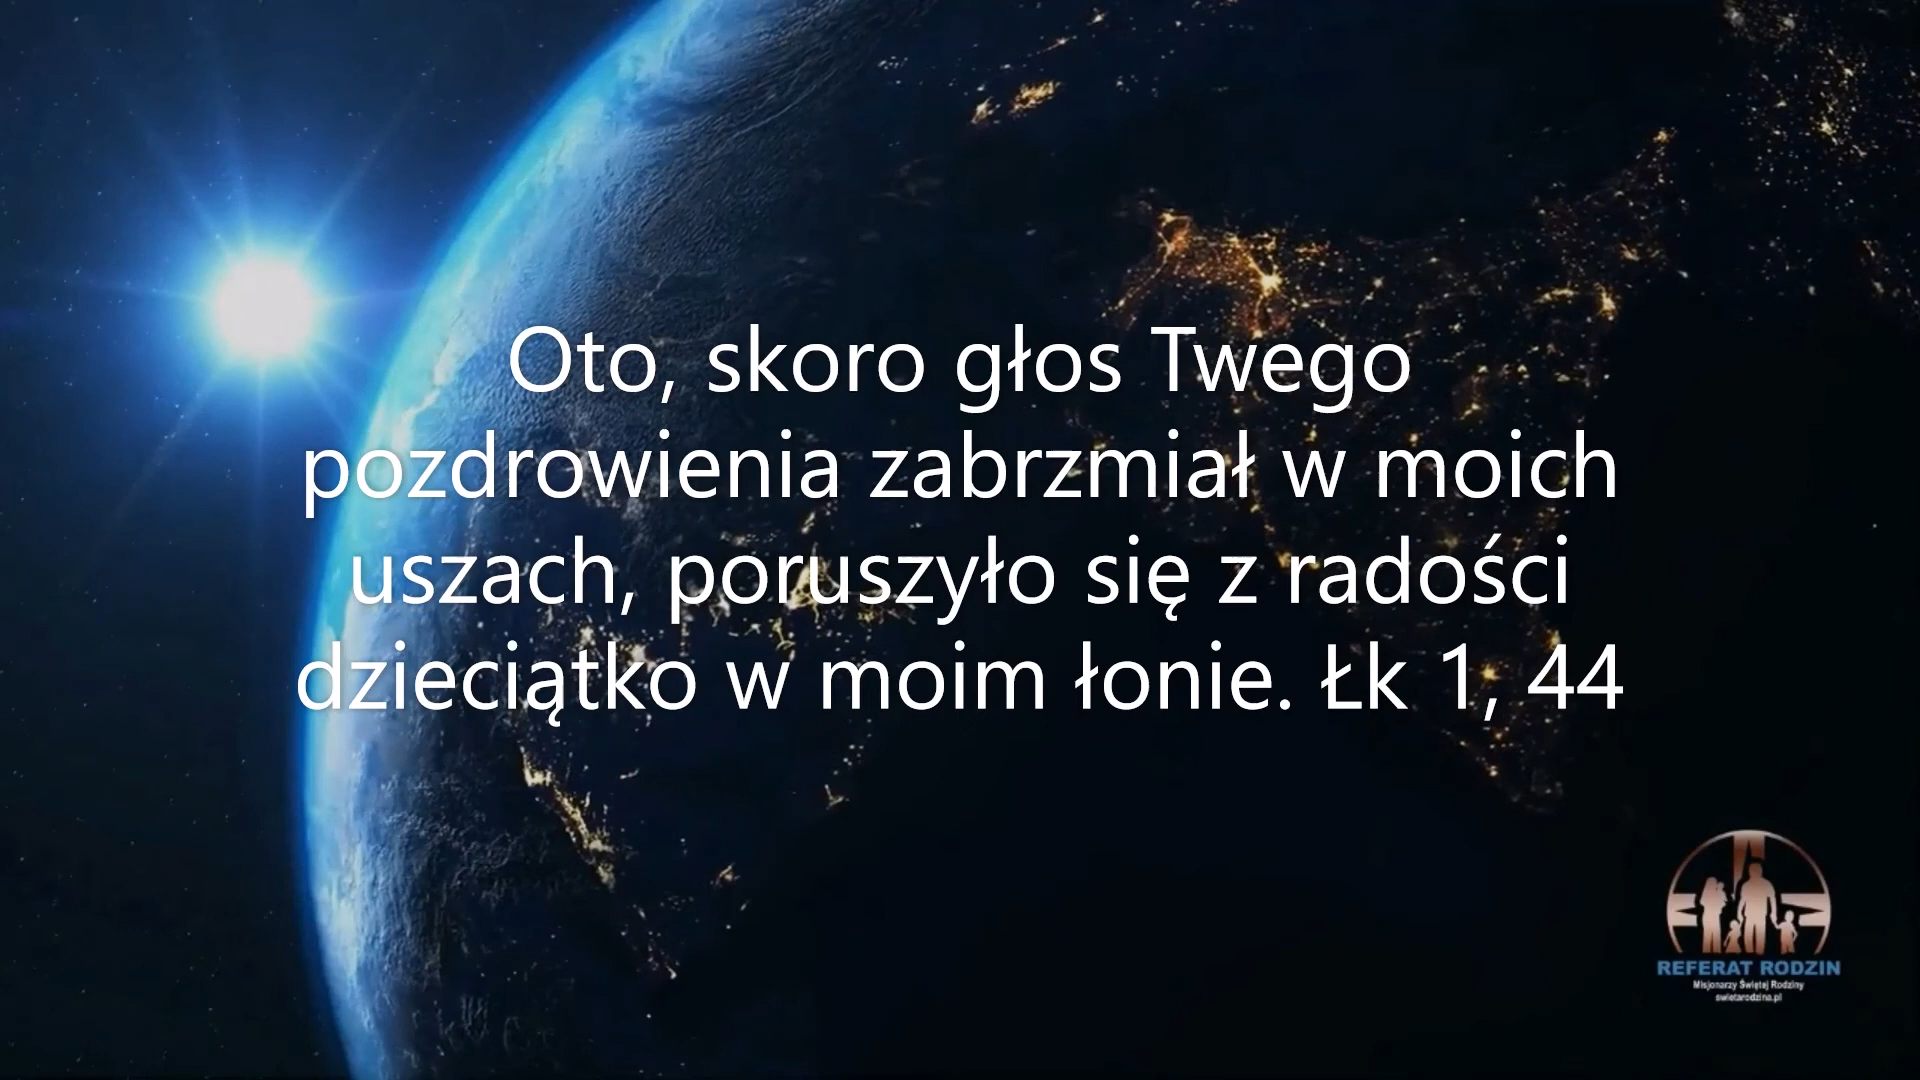 Oto, skoro głos Twego
pozdrowienia zabrzmiał w moich
uszach, poruszyło się z radości
dzieciątko w moim łonie. Łk 1, 44
REFERAT RODZIN
Misjonarzy Świętej Rodziny
swietarodzina.pl